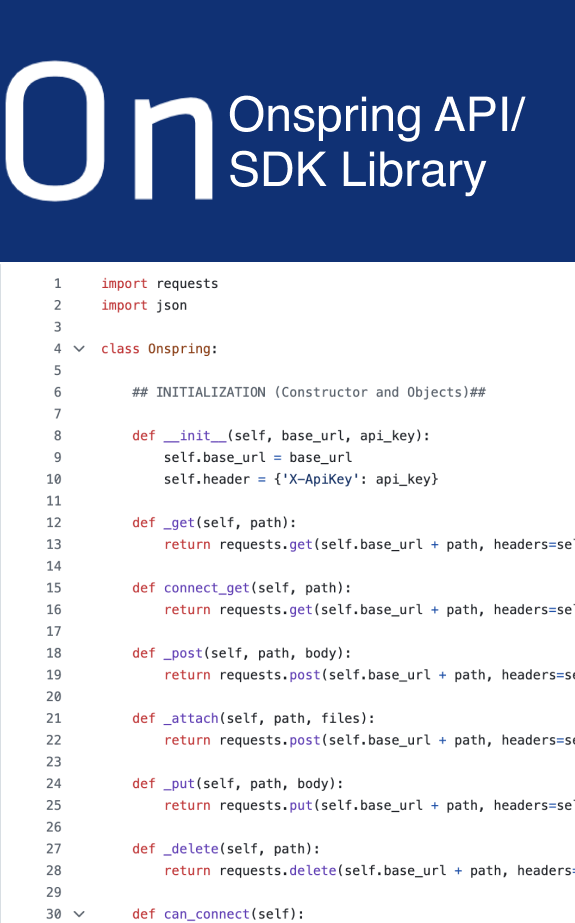 On
Onspring API/
SDK Library
1 import requests
2 import json
3
4 class Onspring:
5
6 ## INITIALIZATION (Constructor and Objects)##
7
8 def __init__(self, base_url, api_key):
9 self.base_url = base_url
10 self.header = {'X-ApiKey': api_key}
11
12 def _get(self, path):
13 return requests.get(self.base_url + path, headers=sel
14
15 def connect_get(self, path):
16 return requests.get(self.base_url + path, headers=sel
17
18 def _post(self, path, body):
19 return requests.post(self.base_url + path, headers=se
20
21 def _attach(self, path, files):
22 return requests.post(self.base_url + path, headers=se
23
24 def _put(self, path, body):
25 return requests.put(self.base_url + path, headers=sel
26
27 def _delete(self, path):
28 return requests.delete(self.base_url + path, headers=
29
30 def can_connect(self):